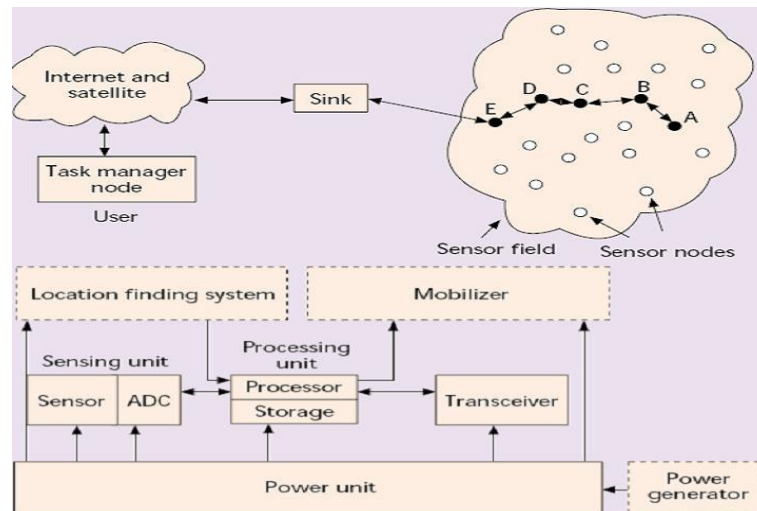 Internet and
satellite
Sink
Task manager
node
User
E
D
C
B
A
Sensor field
Sensor nodes
Location finding system
Mobilizer
Sensing unit
Processing
unit
Sensor
ADC
Processor
Storage
Transceiver
Power unit
Power
generator